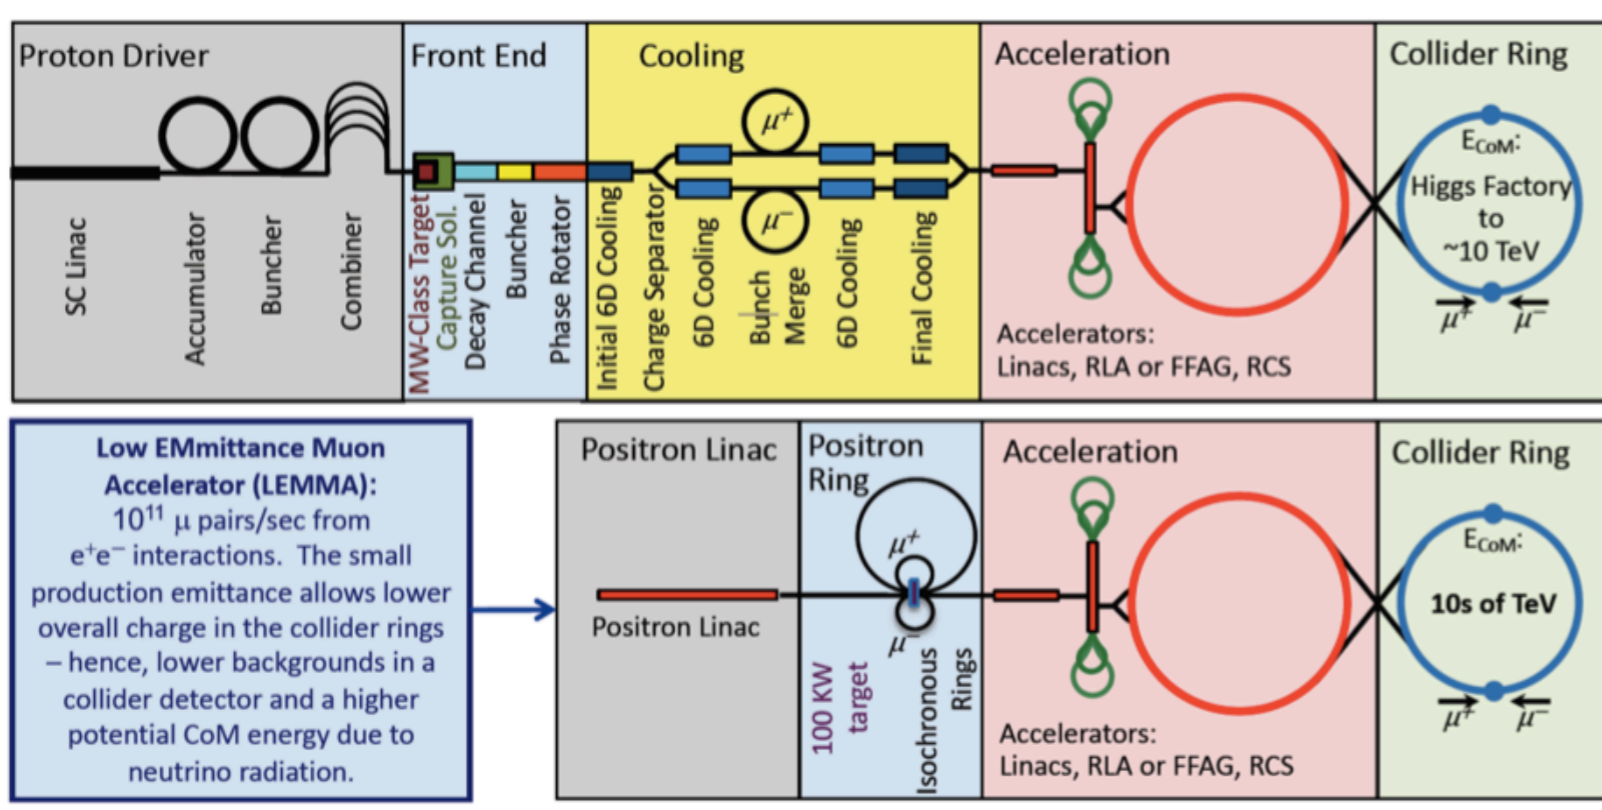 Proton Driver
Front End
Cooling
Acceleration
Collider Ring
SC Linac
Accumulator
Buncher
Combiner
MW-Class Target
Capture Sol.
Decay Channel
Buncher
Phase Rotator
Initial 6D Cooling
Charge Separator
6D Cooling
μ+
μ−
Bunch
Merge
6D Cooling
Final Cooling
Accelerators:
Linacs, RLA or FFAG, RCS
ECoM:
Higgs Factory
to
~10 TeV
μ+
μ−
Low EMmittance Muon
Accelerator (LEMMA):
10¹¹ μ pairs/sec from
e⁺e⁻ interactions. The small
production emittance allows lower
overall charge in the collider rings
– hence, lower backgrounds in a
collider detector and a higher
potential CoM energy due to
neutrino radiation.
Positron Linac
Positron
Ring
Acceleration
Collider Ring
Positron Linac
μ+
μ−
100 KW
target
Isochronous
Rings
Accelerators:
Linacs, RLA or FFAG, RCS
ECoM:
10s of TeV
μ+
μ−